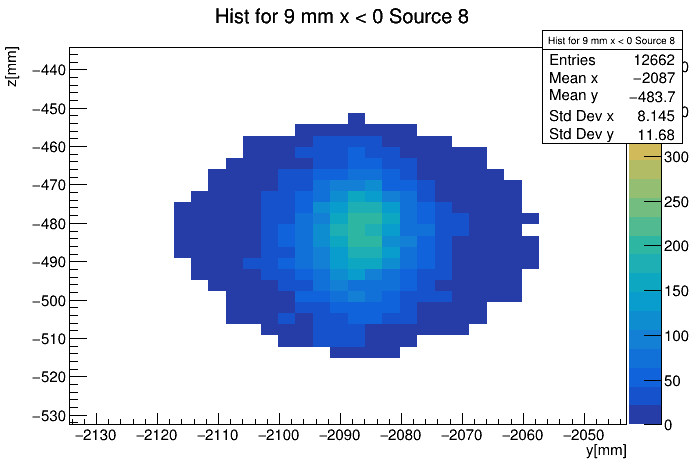 Hist for 9 mm x < 0 Source 8
Hist for 9 mm x < 0 Source 8
Entries 12662
Mean x −2087
Mean y −483.7
Std Dev x 8.145
Std Dev y 11.68
z[mm]
−440
−450
−460
−470
−480
−490
−500
−510
−520
−530
−2130 −2120 −2110 −2100 −2090 −2080 −2070 −2060 −2050
y[mm]
300
250
200
150
100
50
0